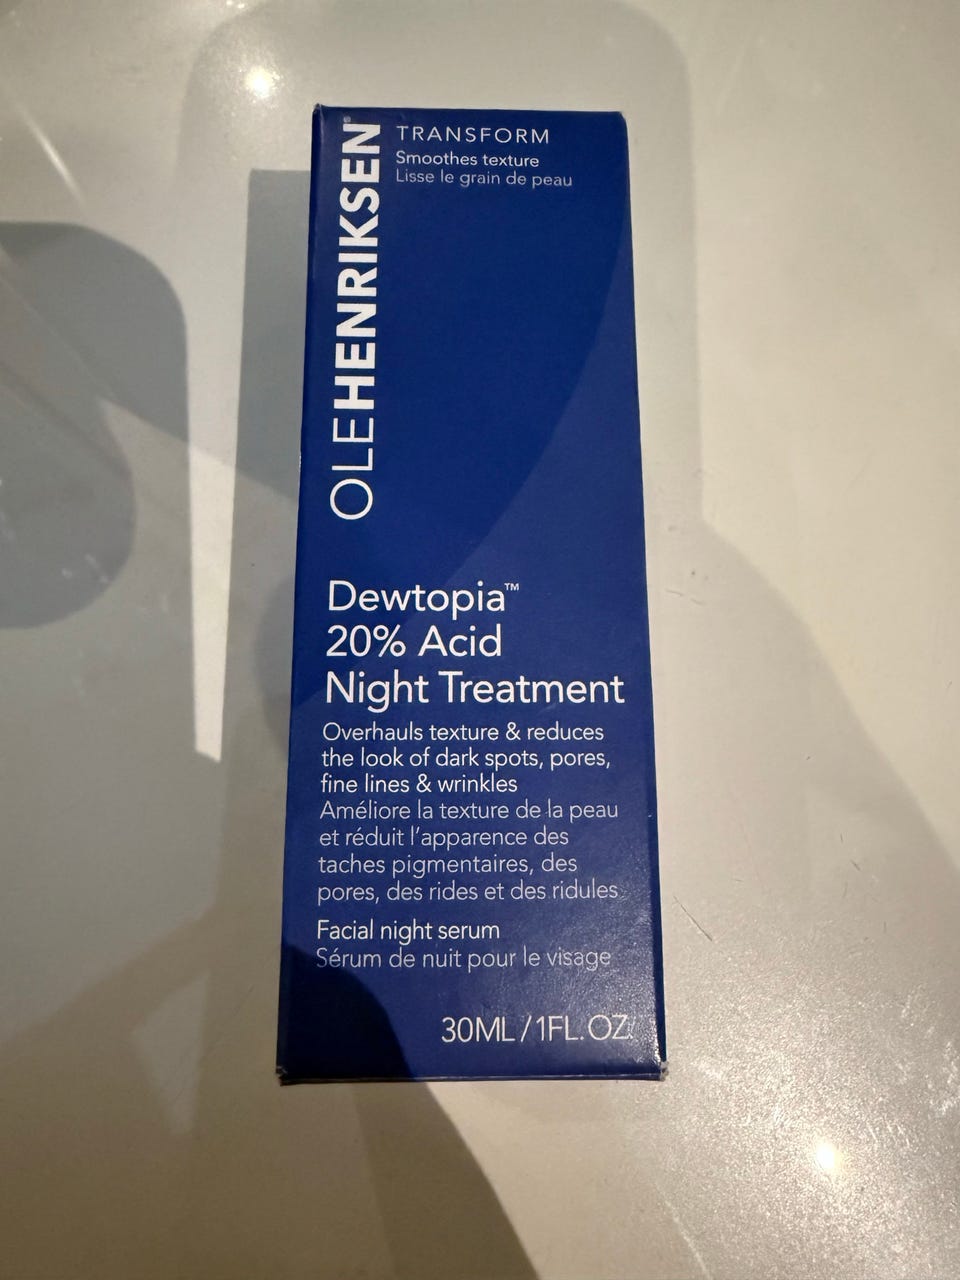 OLEHENRIKSEN®
TRANSFORM
Smoothes texture
Lisse le grain de peau
Dewtopia™
20% Acid
Night Treatment
Overhauls texture & reduces
the look of dark spots, pores,
fine lines & wrinkles
Améliore la texture de la peau
et réduit l'apparence des
taches pigmentaires, des
pores, des rides et des ridules
Facial night serum
Sérum de nuit pour le visage
30ML/1FL.OZ